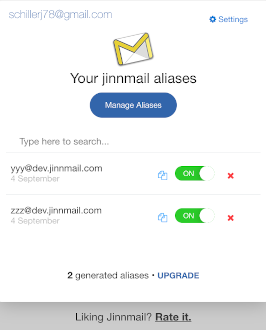 schillerj78@gmail.com
Settings
Your jinnmail aliases
Manage Aliases
Type here to search...
yyy@dev.jinnmail.com
ON
4 September
zzz@dev.jinnmail.com
ON
4 September
2 generated aliases • UPGRADE
Liking Jinnmail? Rate it.